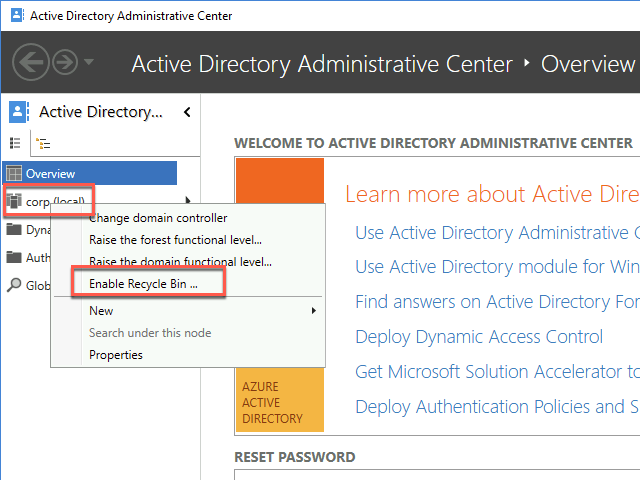 Active Directory Administrative Center
Active Directory Administrative Center • Overview
Active Directory...
WELCOME TO ACTIVE DIRECTORY ADMINISTRATIVE CENTER
Overview
corp (local)
Learn more about Active Dire
Change domain controller
Dyna
Use Active Directory Administrative C
Raise the forest functional level...
Auth
Raise the domain functional level...
Use Active Directory module for Win
Glob
Enable Recycle Bin ...
Find answers on Active Directory For
New
Search under this node
Deploy Dynamic Access Control
Properties
Get Microsoft Solution Accelerator to
AZURE
ACTIVE
DIRECTORY
Deploy Authentication Policies and S
RESET PASSWORD